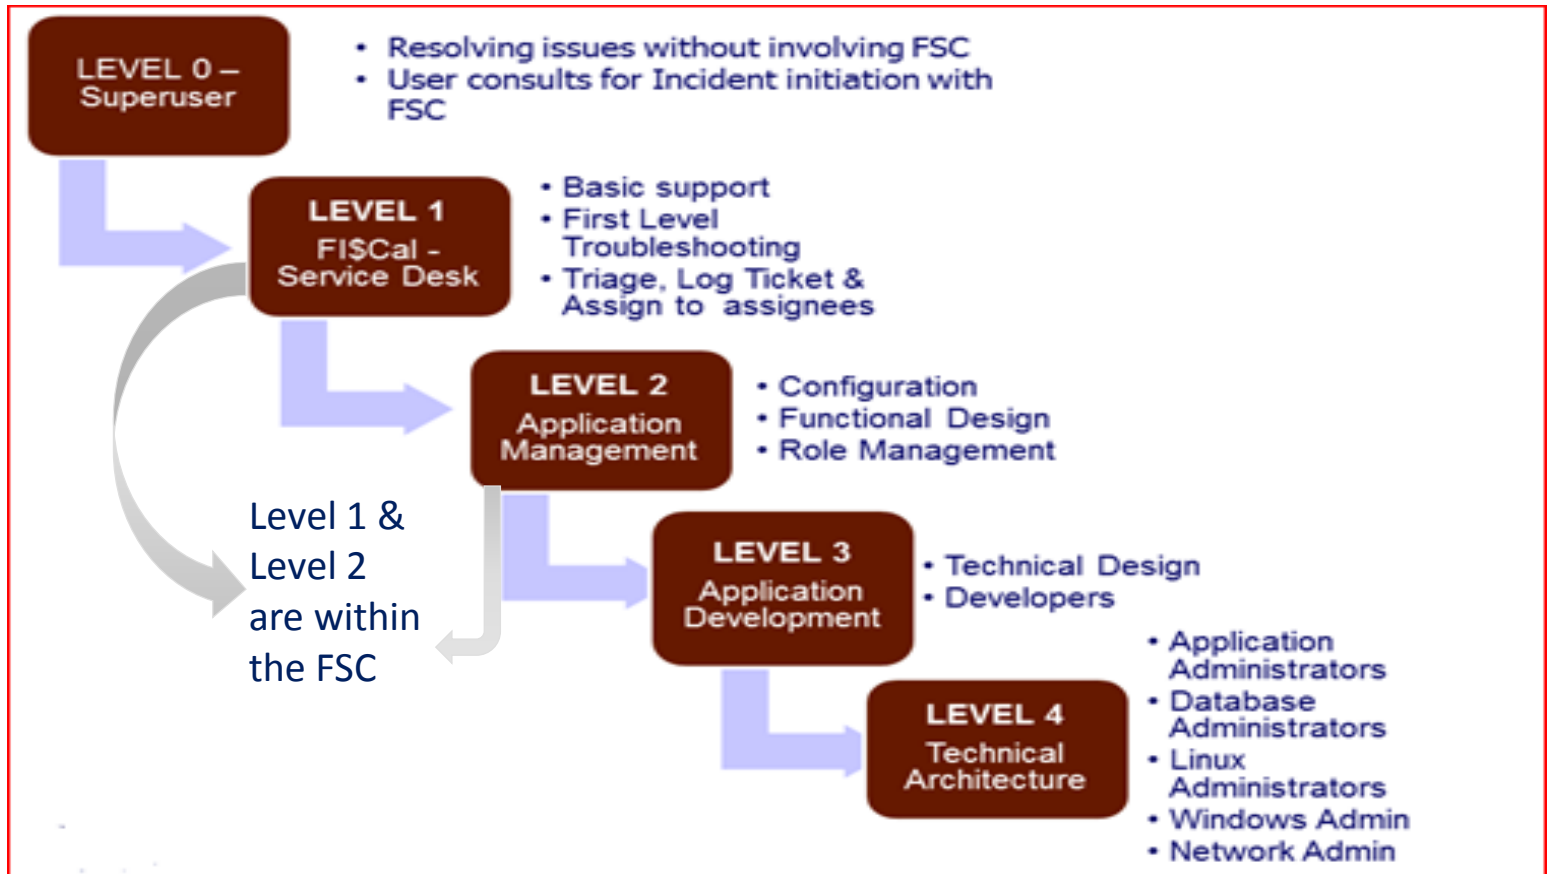 LEVEL 0 –
Superuser
• Resolving issues without involving FSC
• User consults for Incident initiation with
FSC
LEVEL 1
FI$Cal -
Service Desk
• Basic support
• First Level
Troubleshooting
• Triage, Log Ticket &
Assign to assignees
LEVEL 2
Application
Management
• Configuration
• Functional Design
• Role Management
Level 1 &
Level 2
are within
the FSC
LEVEL 3
Application
Development
• Technical Design
• Developers
LEVEL 4
Technical
Architecture
• Application
Administrators
• Database
Administrators
• Linux
Administrators
• Windows Admin
• Network Admin